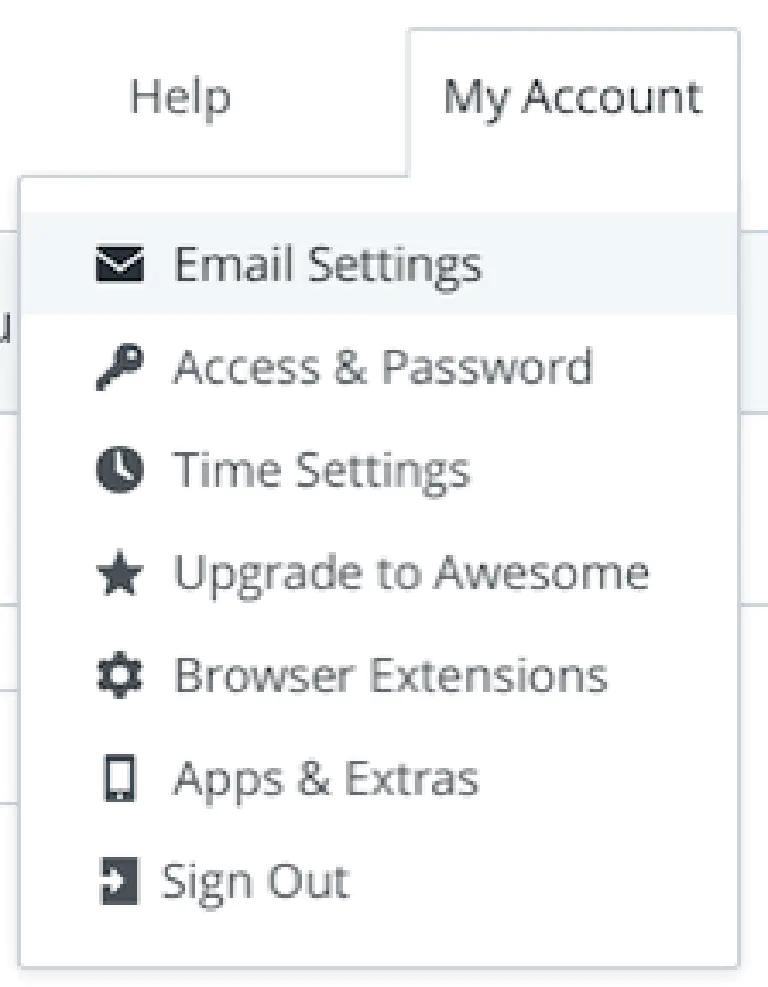 Help
My Account
Email Settings
Access & Password
Time Settings
Upgrade to Awesome
Browser Extensions
Apps & Extras
Sign Out